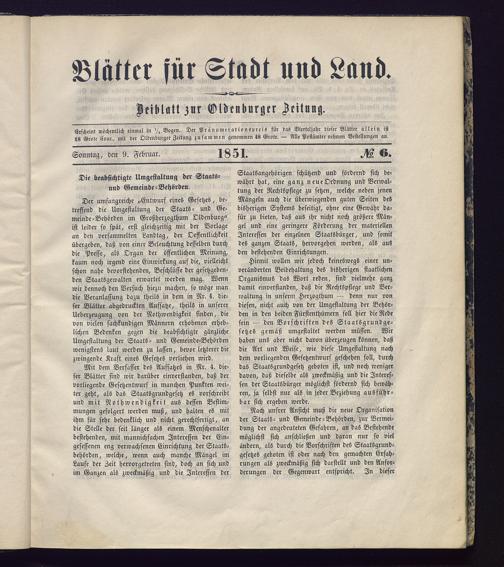 Blätter für Stadt und Land.
Beiblatt zur Oldenburger Zeitung.
Erscheint wöchentlich einmal in ½ Bogen. Der Pränumerationspreis für das Vierteljahr dieser Blätter allein ist
18 Grote Cour., mit der Oldenburger Zeitung zusammen 48 Grote. — Alle Postämter nehmen Bestellungen an.
Sonntag, den 9. Februar. 1851. № 6.
Die beabsichtigte Umgestaltung der Staats-
und Gemeinde-Behörden.
Der umfangreiche „Entwurf eines Gesetzes, be-
treffend die Umgestaltung der Staats- und Ge-
meinde-Behörden im Großherzogthum Oldenburg“
ist leider so spät, erst gleichzeitig mit der Vorlage
an den versammelten Landtag, der Oeffentlichkeit
übergeben, daß von einer Beleuchtung desselben durch
die Presse, als Organ der öffentlichen Meinung,
kaum noch irgend eine Einwirkung auf die, vielleicht
schon nahe bevorstehenden, Beschlüsse der gesetzgeben-
den Staatsgewalten erwartet werden mag. Wenn
wir dennoch den Versuch hiezu machen, so möge man
die Veranlassung dazu theils in dem in Nr. 4. die-
ser Blätter abgedruckten Aufsatze, theils in unserer
Ueberzeugung von der Nothwendigkeit finden, die
von vielen sachkundigen Männern erhobenen erheb-
lichen Bedenken gegen die beabsichtigte gänzliche
Umgestaltung der Staats- und Gemeinde-Behörden
wenigstens laut werden zu lassen, bevor letzterer die
zwingende Kraft eines Gesetzes verliehen wird.
Mit dem Verfasser des Aufsatzes in Nr. 4. die-
ser Blätter sind wir darüber einverstanden, daß der
vorliegende Gesetzentwurf in manchen Punkten wei-
ter geht, als das Staatsgrundgesetz es vorschreibt
und mit Nothwendigkeit aus dessen Bestim-
mungen gefolgert werden muß, und halten es mit
ihm für sehr bedenklich und nicht gerechtfertigt, an
die Stelle der seit länger als einem Menschenalter
bestehenden, mit mannichfachen Interessen der Ein-
gesessenen eng verwachsenen Einrichtung der Staats-
behörden, welche, wenn auch manche Mängel im
Laufe der Zeit hervorgetreten sind, doch an sich und
im Ganzen als zweckmäßig und die Interessen der
Staatsangehörigen schützend und fördernd sich be-
währt hat, eine ganz neue Ordnung und Verwal-
tung der Rechtspflege zu setzen, welche neben jenen
Mängeln auch die überwiegenden guten Seiten des
bisherigen Systems beseitigt, ohne eine Gewähr da-
für zu bieten, daß aus ihr nicht noch größere Män-
gel und eine geringere Förderung der materiellen
Interessen der einzelnen Staatsbürger, und somit
des ganzen Staats, hervorgehen werden, als aus
den bestehenden Einrichtungen.
Hiemit wollen wir jedoch keineswegs einer un-
veränderten Beibehaltung des bisherigen staatlichen
Organismus das Wort reden, sind vielmehr ganz
damit einverstanden, daß die Rechtspflege und Ver-
waltung in unserm Herzogthum — denn nur von
diesen, nicht auch von der Umgestaltung der Behör-
den in den beiden Fürstenthümern soll hier die Rede
sein — den Vorschriften des Staatsgrundge-
setzes gemäß umgestaltet werden müssen. Wir
haben uns aber nicht davon überzeugen können, daß
die Art und Weise, wie diese Umgestaltung nach
dem vorliegenden Gesetzentwurf geschehen soll, durch
das Staatsgrundgesetz geboten ist, und noch weniger
davon, daß dieselbe als zweckmäßig und die Interes-
sen der Staatsbürger möglichst fördernd sich bewäh-
ren, ja selbst nur als in jeder Beziehung ausführ-
bar sich ergeben werde.
Nach unsrer Ansicht muß die neue Organisation
der Staats- und Gemeinde-Behörden, zur Vermei-
dung der angedeuteten Gefahren, an das Bestehende
möglichst sich anschließen und daran nur so viel
ändern, als durch die Vorschriften des Staatsgrund-
gesetzes geboten ist oder nach den gemachten Erfah-
rungen als zweckmäßig sich darstellt und den Anfor-
derungen der Gegenwart entspricht. In dieser